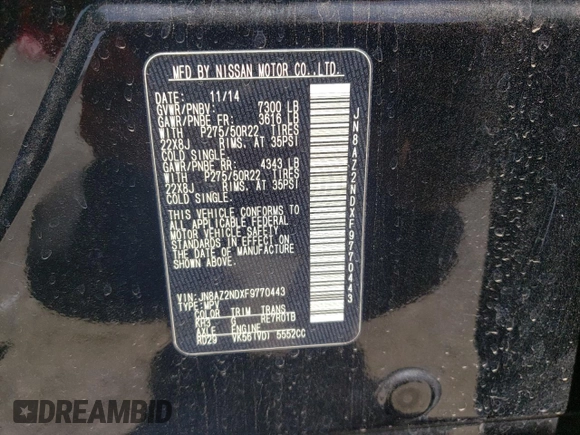 MFD BY NISSAN MOTOR CO.,LTD.
DATE: 11/14
GVWR/PNBV: 7300 LB
GAWR/PNBE FR: 3616 LB
WITH P275/50R22 TIRES
22X8J RIMS, AT 35PSI
COLD SINGLE.
GAWR/PNBE RR: 4343 LB
WITH P275/50R22 TIRES
22X8J RIMS, AT 35PSI
COLD SINGLE.
THIS VEHICLE CONFORMS TO
ALL APPLICABLE FEDERAL
MOTOR VEHICLE SAFETY
STANDARDS IN EFFECT ON
THE DATE OF MANUFACTURE
SHOWN ABOVE.
VIN: JN8AZ2NDXF9770443
TYPE: MPV
COLOR TRIM TRANS
KH3 G RE7R01B
AXLE ENGINE
RD29 VK56(VD) 5552CC
JN8AZ2NDXF9770443
DREAMBID